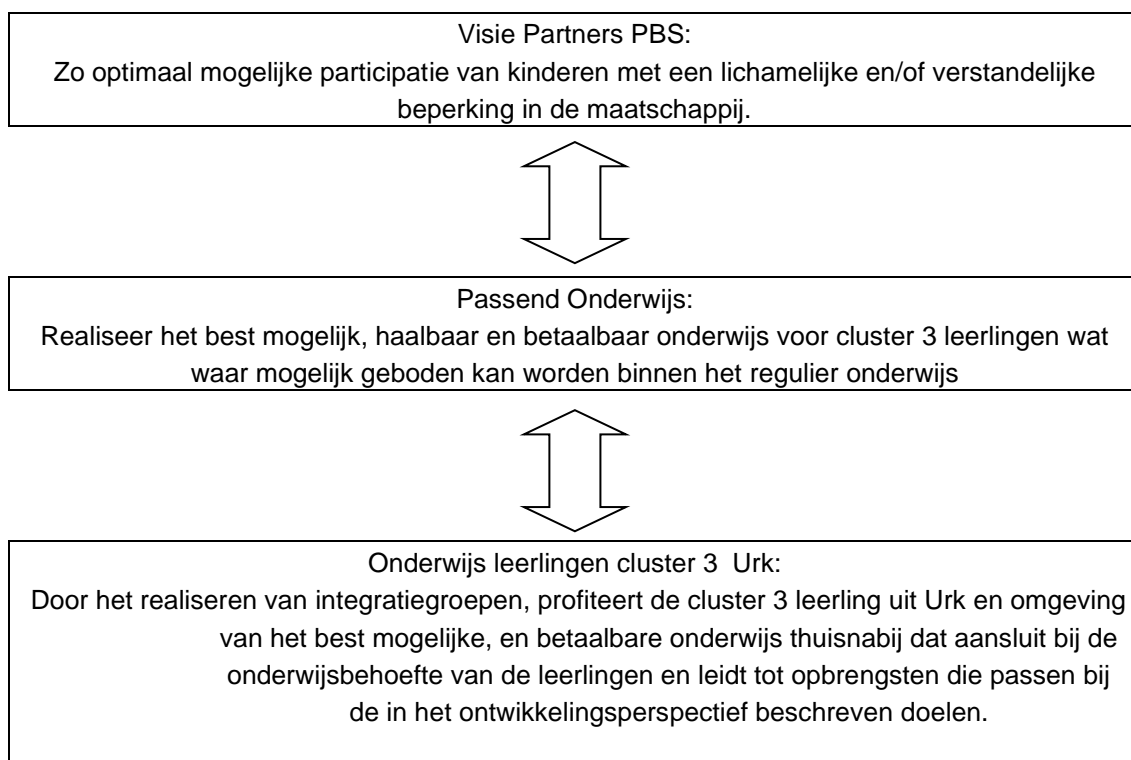 Visie Partners PBS:
Zo optimaal mogelijke participatie van kinderen met een lichamelijke en/of verstandelijke
beperking in de maatschappij.
Passend Onderwijs:
Realiseer het best mogelijk, haalbaar en betaalbaar onderwijs voor cluster 3 leerlingen wat
waar mogelijk geboden kan worden binnen het regulier onderwijs
Onderwijs leerlingen cluster 3 Urk:
Door het realiseren van integratiegroepen, profiteert de cluster 3 leerling uit Urk en omgeving
van het best mogelijke, en betaalbare onderwijs thuisnabij dat aansluit bij de
onderwijsbehoefte van de leerlingen en leidt tot opbrengsten die passen bij
de in het ontwikkelingsperspectief beschreven doelen.